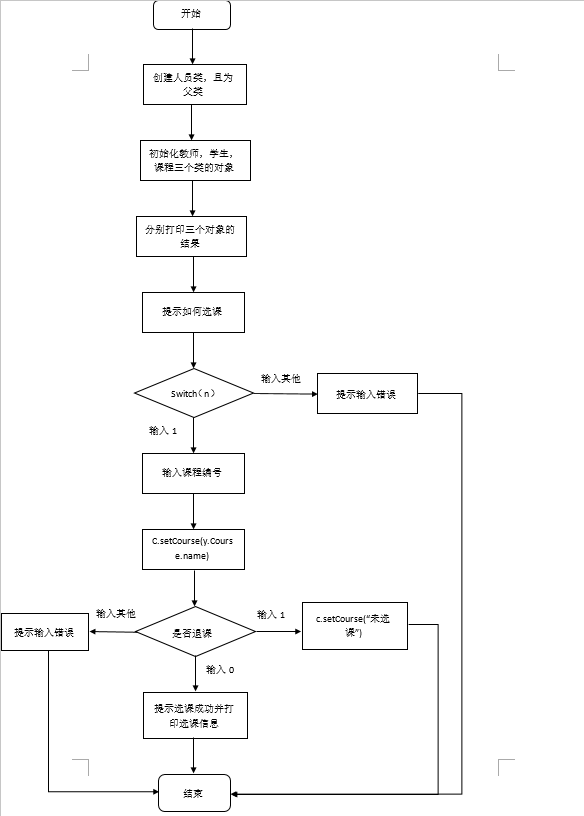 开始
创建人员类，且为
父类
初始化教师，学生，
课程三个类的对象
分别打印三个对象的
结果
提示如何选课
Switch（n）
输入其他
提示输入错误
输入 1
输入课程编号
C.setCourse(y.Cours
e.name)
输入其他
提示输入错误
是否退课
输入 1
c.setCourse(“未选
课”)
输入 0
提示选课成功并打
印选课信息
结束